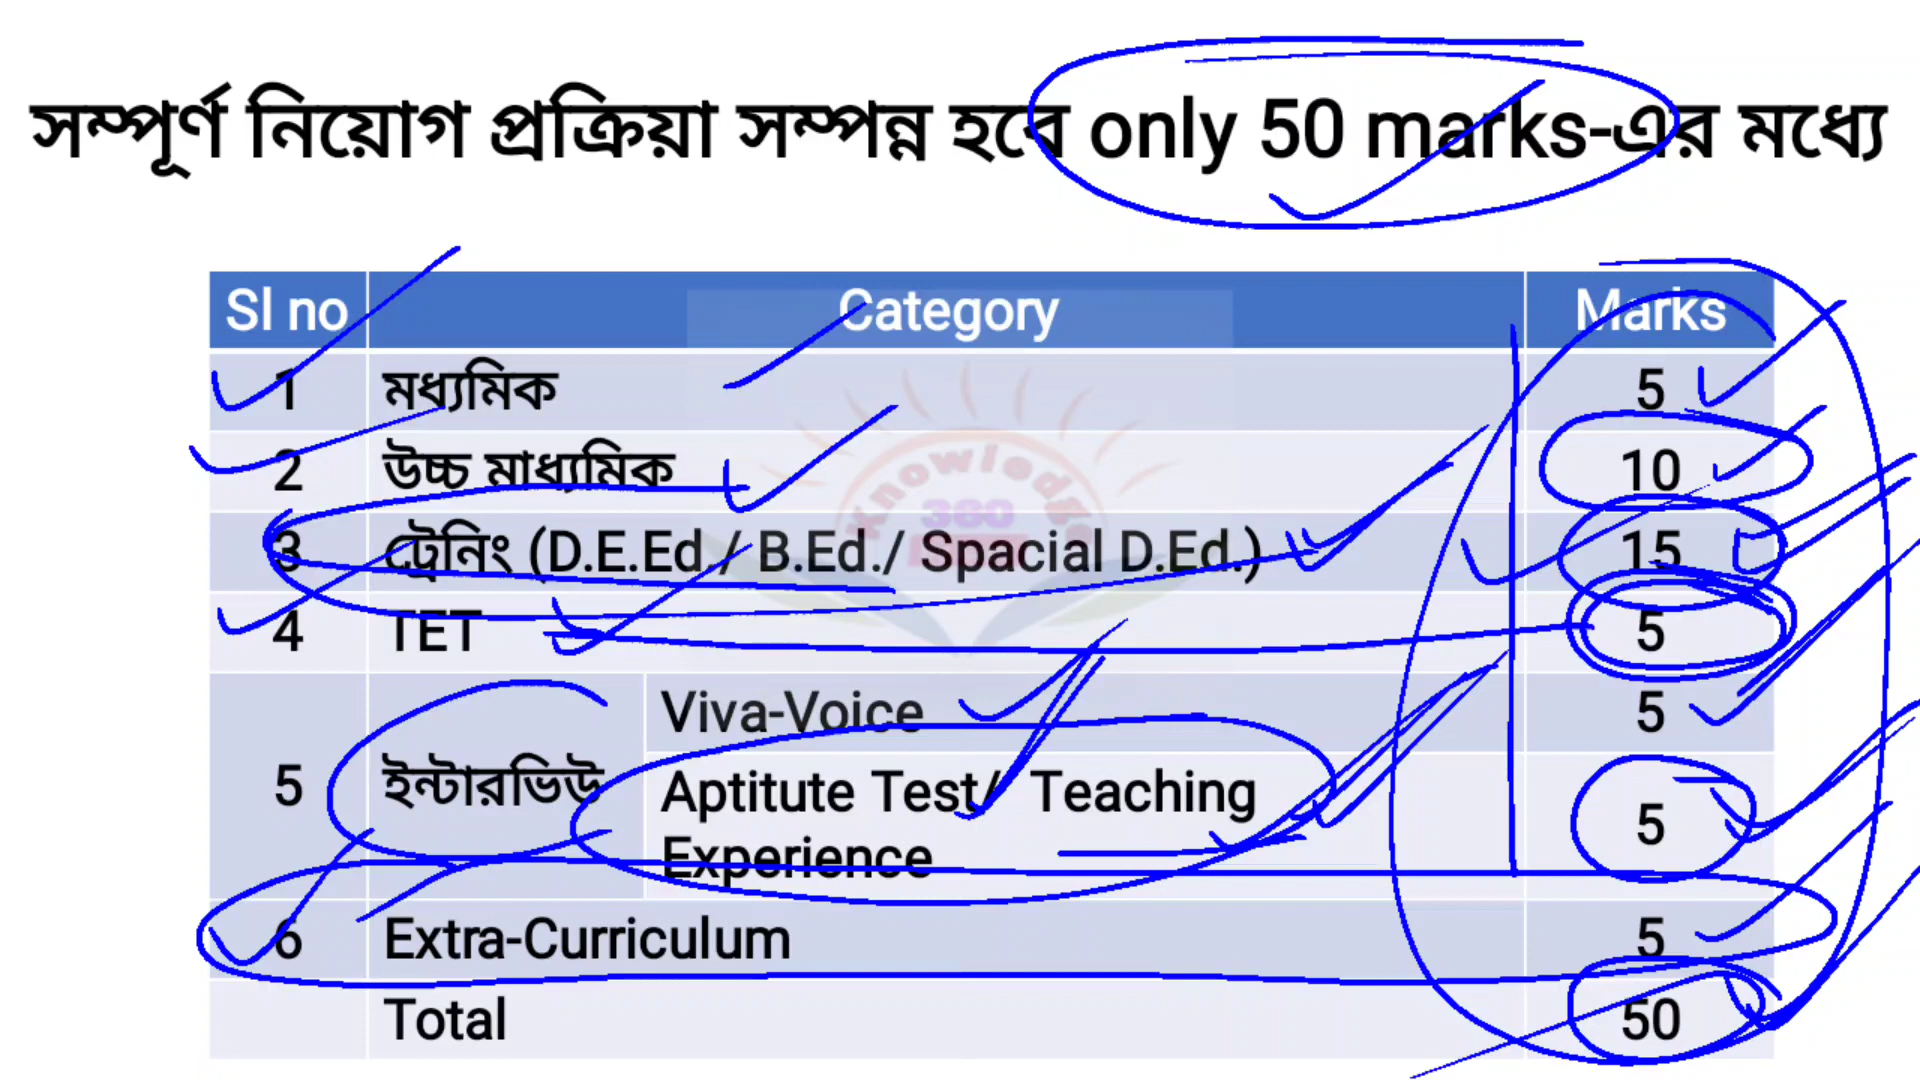 সম্পূর্ণ নিয়োগ প্রক্রিয়া সম্পন্ন হবে only 50 marks-এর মধ্যে
Sl no Category Marks
1 মধ্যমিক 5
2 উচ্চ মাধ্যমিক 10
3 ট্রেনিং (D.E.Ed./ B.Ed./ Spacial D.Ed.) 15
4 TET 5
5 ইন্টারভিউ Viva-Voice 5
Aptitute Test/ Teaching 5
Experience
6 Extra-Curriculum 5
Total 50
Knowledge
360